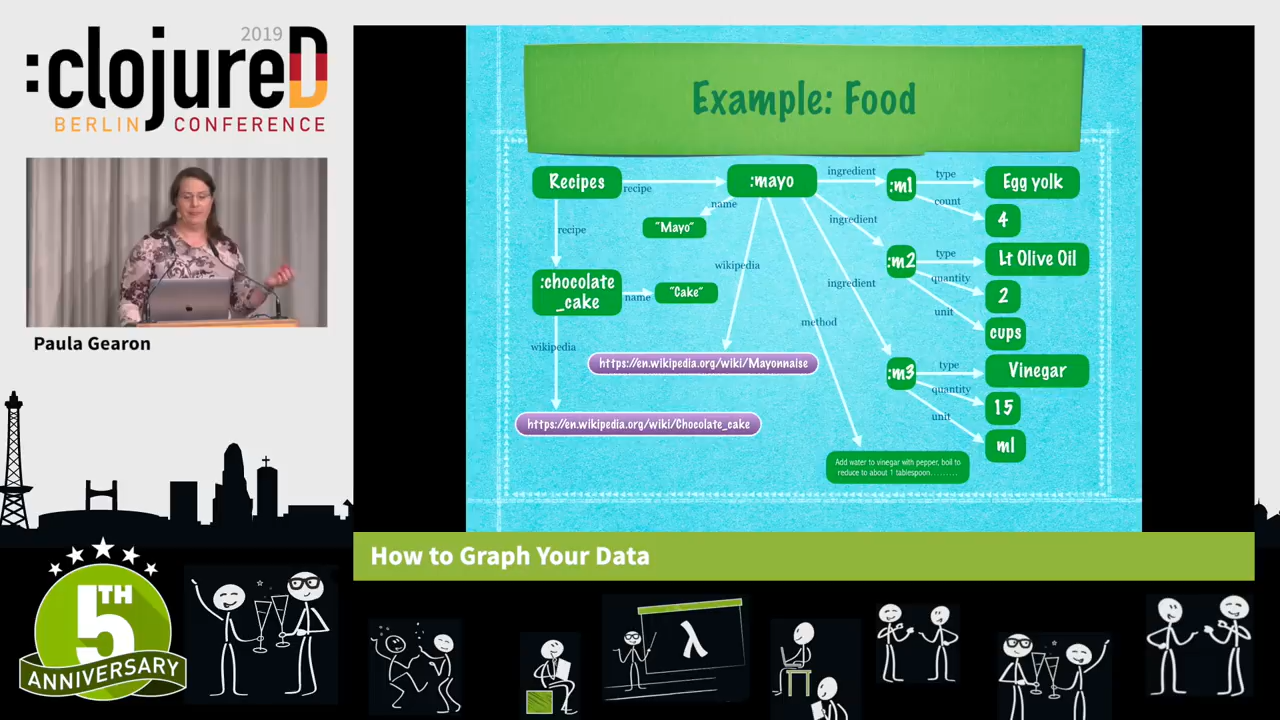 2019
:clojureD
BERLIN CONFERENCE
Paula Gearon
Example: Food
Recipes
recipe
:mayo
ingredient
:m1
type
Egg yolk
count
4
name
"Mayo"
recipe
ingredient
:m2
type
Lt Olive Oil
quantity
2
unit
cups
:chocolate
_cake
name
"Cake"
wikipedia
ingredient
method
wikipedia
https://en.wikipedia.org/wiki/Mayonnaise
:m3
type
Vinegar
quantity
15
unit
ml
https://en.wikipedia.org/wiki/Chocolate_cake
Add water to vinegar with pepper, boil to
reduce to about 1 tablespoon.........
How to Graph Your Data
5TH
ANNIVERSARY
λ